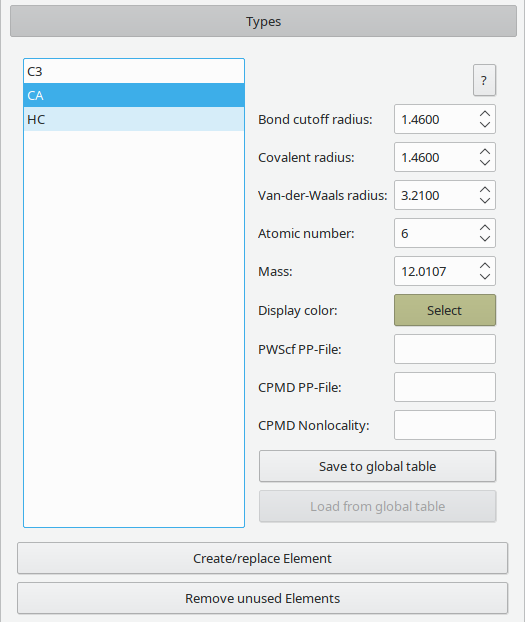 Types
C3
CA
HC
?
Bond cutoff radius: 1.4600
Covalent radius: 1.4600
Van-der-Waals radius: 3.2100
Atomic number: 6
Mass: 12.0107
Display color: Select
PWScf PP-File:
CPMD PP-File:
CPMD Nonlocality:
Save to global table
Load from global table
Create/replace Element
Remove unused Elements